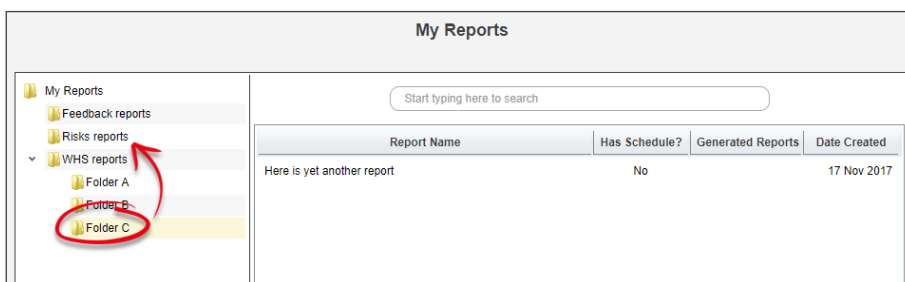 My Reports
My Reports
Feedback reports
Risks reports
WHS reports
Folder A
Folder B
Folder C
Start typing here to search
Report Name Has Schedule? Generated Reports Date Created
Here is yet another report No 17 Nov 2017